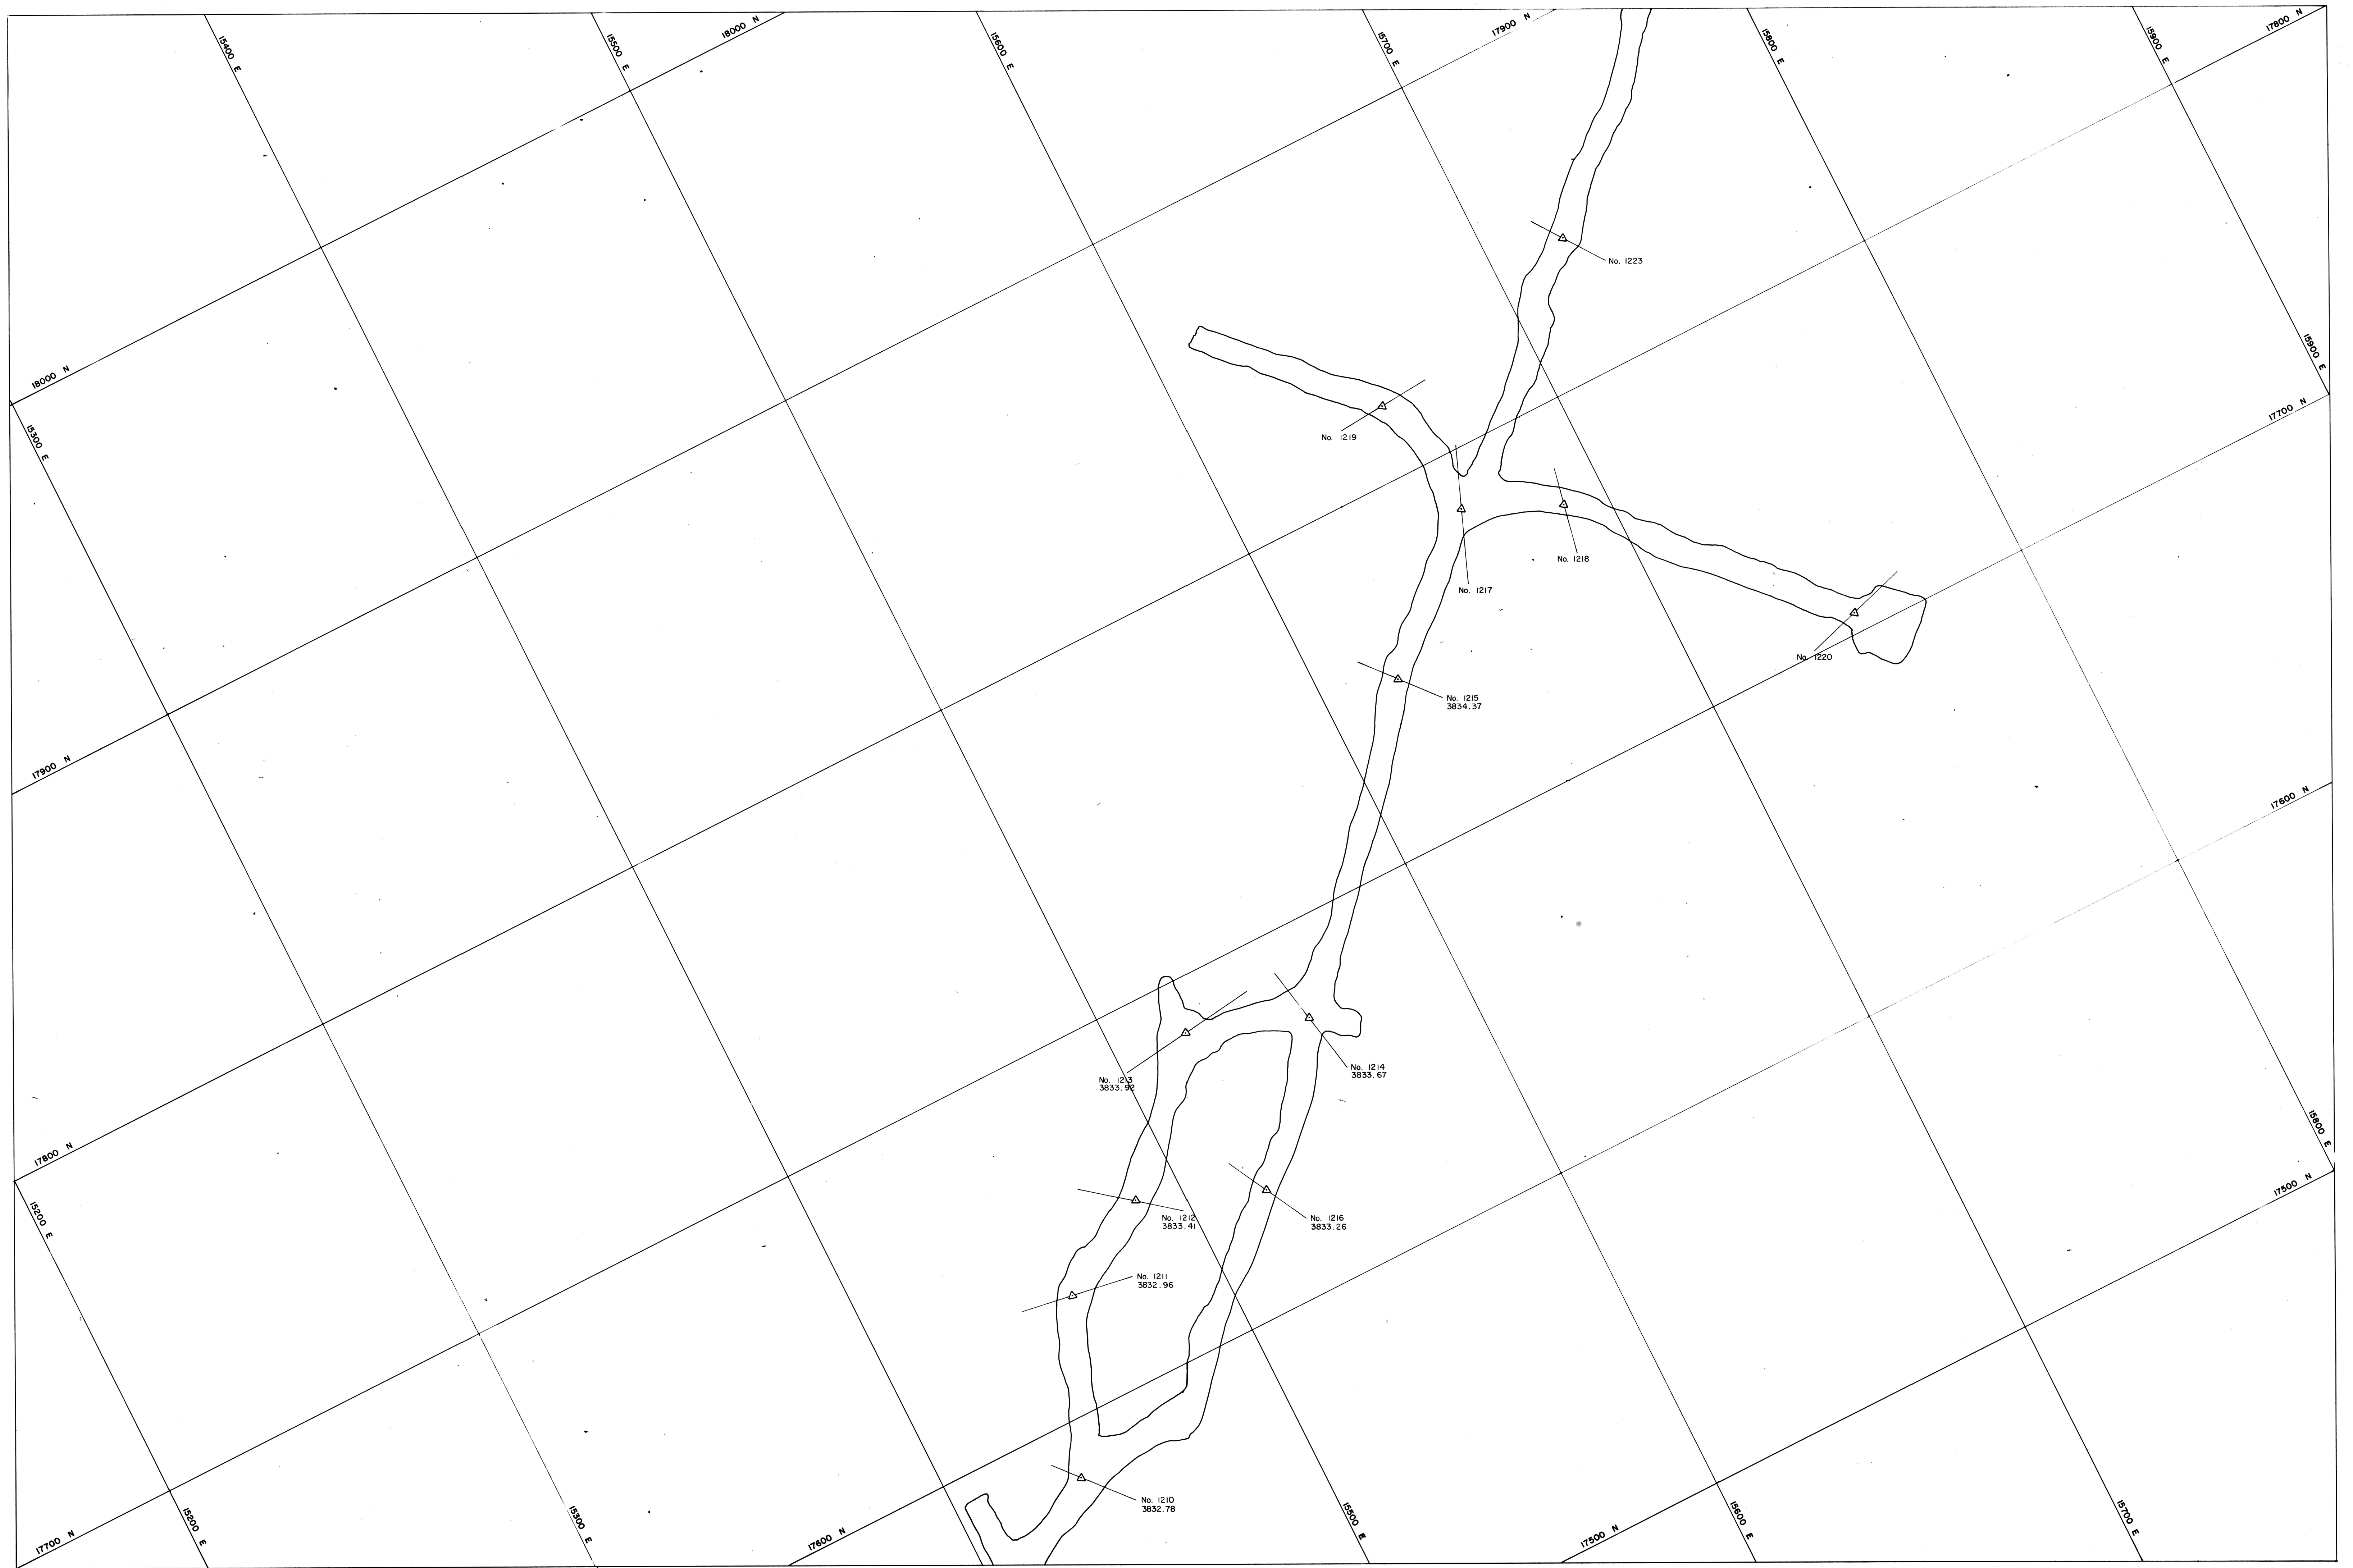 15400 E
15500 E
18000 N
15600 E
15700 E
17900 N
15800 E
15900 E
17800 N
No. 1223
15900 E
18000 N
15300 E
17700 N
No. 1219
No. 1218
No. 1217
No. 1220
No. 1215
3834.37
17900 N
17600 N
No. 1214
3833.67
No. 1213
3833.92
15800 E
17800 N
17500 N
15200 E
No. 1212
3833.41
No. 1216
3833.26
No. 1211
3832.96
No. 1210
3832.78
15200 E
15300 E
15500 E
15600 E
15700 E
17700 N
17600 N
17500 N